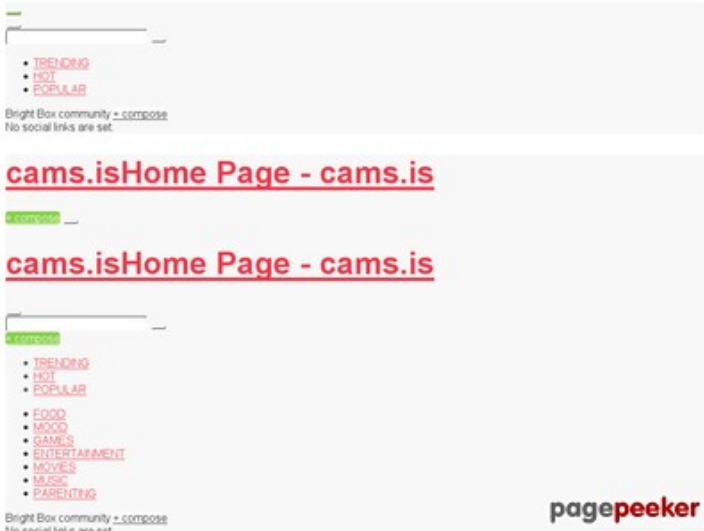 TRENDING
HOT
POPULAR
Bright Box community + compose
No social links are set.
cams.isHome Page - cams.is
+ compose
cams.isHome Page - cams.is
+ compose
TRENDING
HOT
POPULAR
FOOD
MOOD
GAMES
ENTERTAINMENT
MOVIES
MUSIC
PARENTING
Bright Box community + compose
No social links are set.
pagepeeker